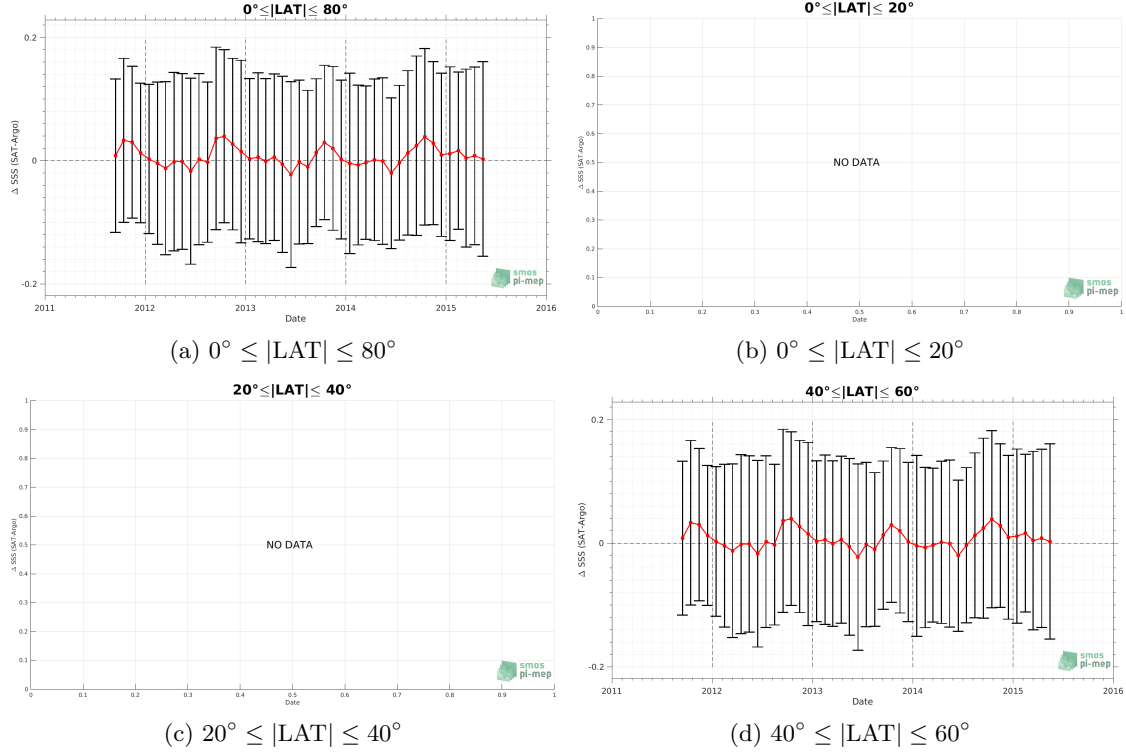 0°≤|LAT|≤ 80°
0.2
0
-0.2
Δ SSS (SAT-Argo)
2011 2012 2013 2014 2015 2016
Date
smos
pi-mep
(a) 0° ≤ |LAT| ≤ 80°
0°≤|LAT|≤ 20°
1
0.9
0.8
0.7
0.6
0.5
0.4
0.3
0.2
0.1
0
Δ SSS (SAT-Argo)
NO DATA
0 0.1 0.2 0.3 0.4 0.5 0.6 0.7 0.8 0.9 1
Date
smos
pi-mep
(b) 0° ≤ |LAT| ≤ 20°
20°≤|LAT|≤ 40°
1
0.9
0.8
0.7
0.6
0.5
0.4
0.3
0.2
0.1
0
Δ SSS (SAT-Argo)
NO DATA
0 0.1 0.2 0.3 0.4 0.5 0.6 0.7 0.8 0.9 1
Date
smos
pi-mep
(c) 20° ≤ |LAT| ≤ 40°
40°≤|LAT|≤ 60°
0.2
0
-0.2
Δ SSS (SAT-Argo)
2011 2012 2013 2014 2015 2016
Date
smos
pi-mep
(d) 40° ≤ |LAT| ≤ 60°